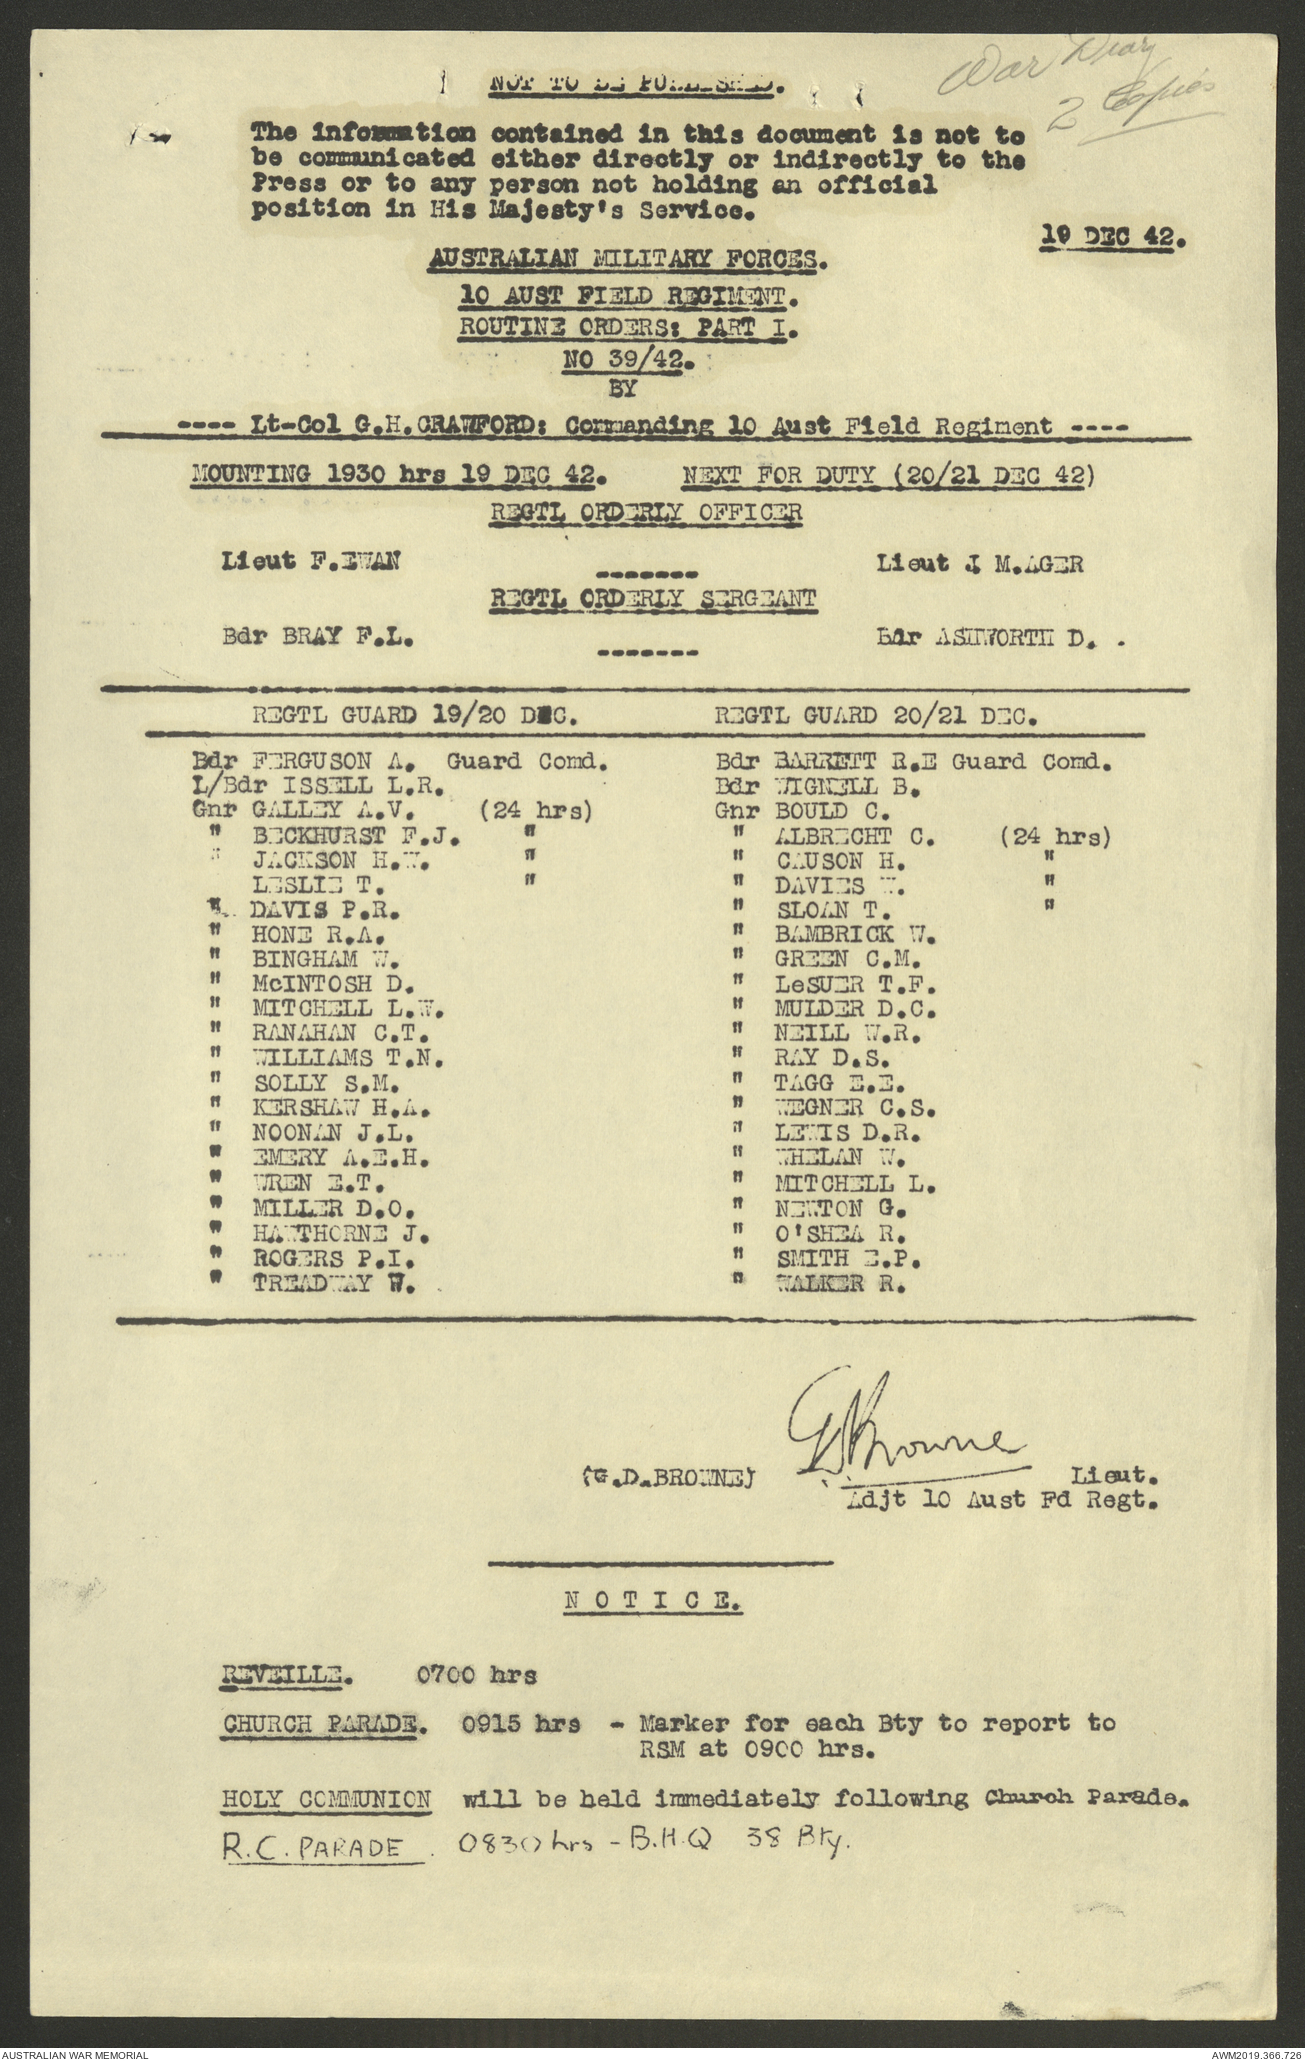 War Diary
2 Copies
NOT TO BE PUBLISHED.
The information contained in this document is not to
be communicated either directly or indirectly to the
Press or to any person not holding an official
position in His Majesty's Service.
19 DEC 42.
AUSTRALIAN MILITARY FORCES.
10 AUST FIELD REGIMENT.
ROUTINE ORDERS: PART I.
NO 39/42.
BY
---- Lt-Col G.H.CRAWFORD: Commanding 10 Aust Field Regiment ----
MOUNTING 1930 hrs 19 DEC 42. NEXT FOR DUTY (20/21 DEC 42)
REGTL ORDERLY OFFICER
Lieut F.EWAN Lieut J M.AGER
-------
REGTL ORDERLY SERGEANT
Bdr BRAY F.L. Bdr ASHWORTH D. .
-------
REGTL GUARD 19/20 DEC. REGTL GUARD 20/21 DEC.
Bdr FERGUSON A. Guard Comd. Bdr BARRETT R.E Guard Comd.
L/Bdr ISSELL L.R. Bdr WIGNELL B.
Gnr GALLEY A.V. (24 hrs) Gnr BOULD C.
" BECKHURST F.J. " " ALBRECHT C. (24 hrs)
" JACKSON H.W. " " CAUSON H. "
LESLIE T. " " DAVIES W. "
" DAVIS P.R. " SLOAN T. "
" HONE R.A. " BAMBRICK W.
" BINGHAM W. " GREEN C.M.
" McINTOSH D. " LeSUER T.F.
" MITCHELL L.W. " MULDER D.C.
" RANAHAN C.T. " NEILL W.R.
" WILLIAMS T.N. " RAY D.S.
" SOLLY S.M. " TAGG E.E.
" KERSHAW H.A. " WEGNER C.S.
" NOONAN J.L. " LEWIS D.R.
" EMERY A.E.H. " WHELAN W.
" WREN E.T. " MITCHELL L.
" MILLER D.O. " NEWTON G.
" HAWTHORNE J. " O'SHEA R.
" ROGERS P.I. " SMITH E.P.
" TREADWAY W. " WALKER R.
GDBrowne
(G.D.BROWNE) Lieut.
Adjt 10 Aust Fd Regt.
N O T I C E.
REVEILLE. 0700 hrs
CHURCH PARADE. 0915 hrs - Marker for each Bty to report to
RSM at 0900 hrs.
HOLY COMMUNION will be held immediately following Church Parade.
R.C. PARADE. 0830 hrs - B.H.Q 38 Bty.
AUSTRALIAN WAR MEMORIAL AWM2019.366.726